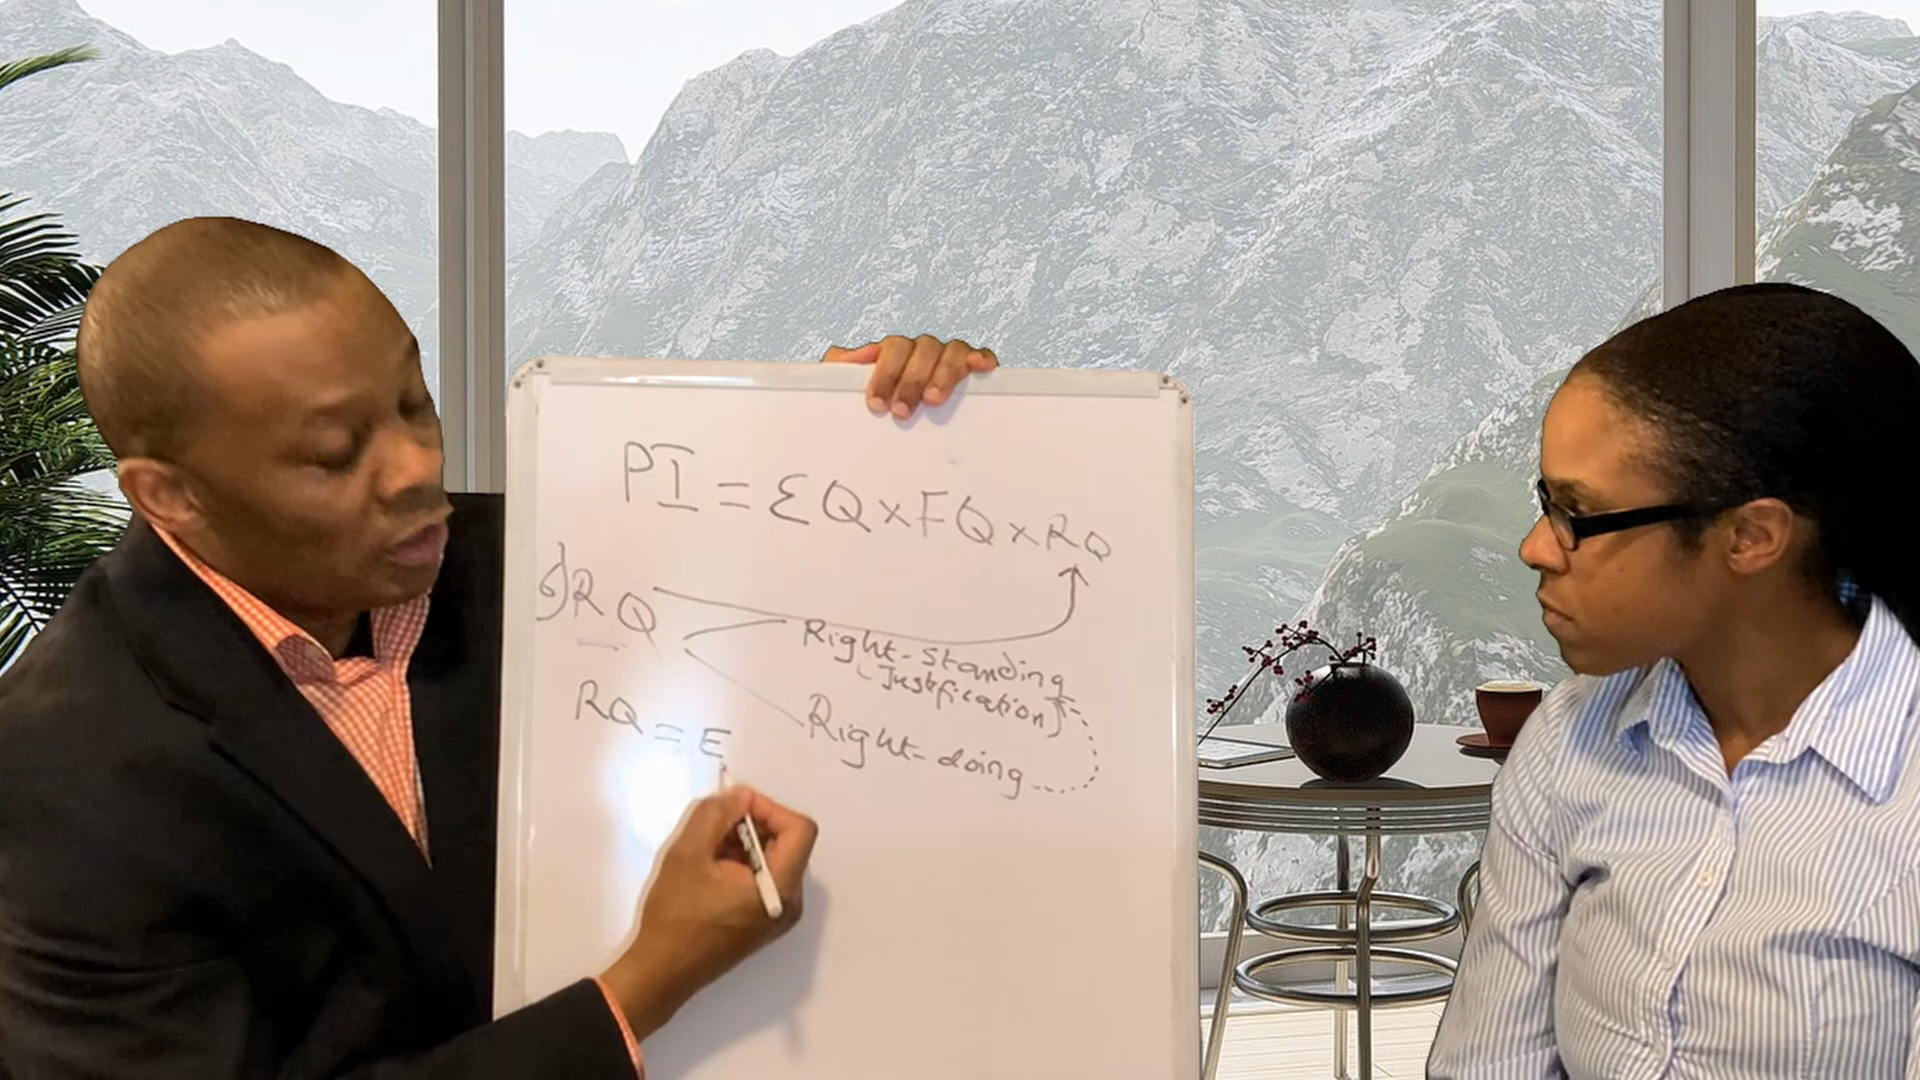 PI = EQ x FQ x RQ
6) RQ
Right-standing
(Justification)
RQ = E
Right-doing